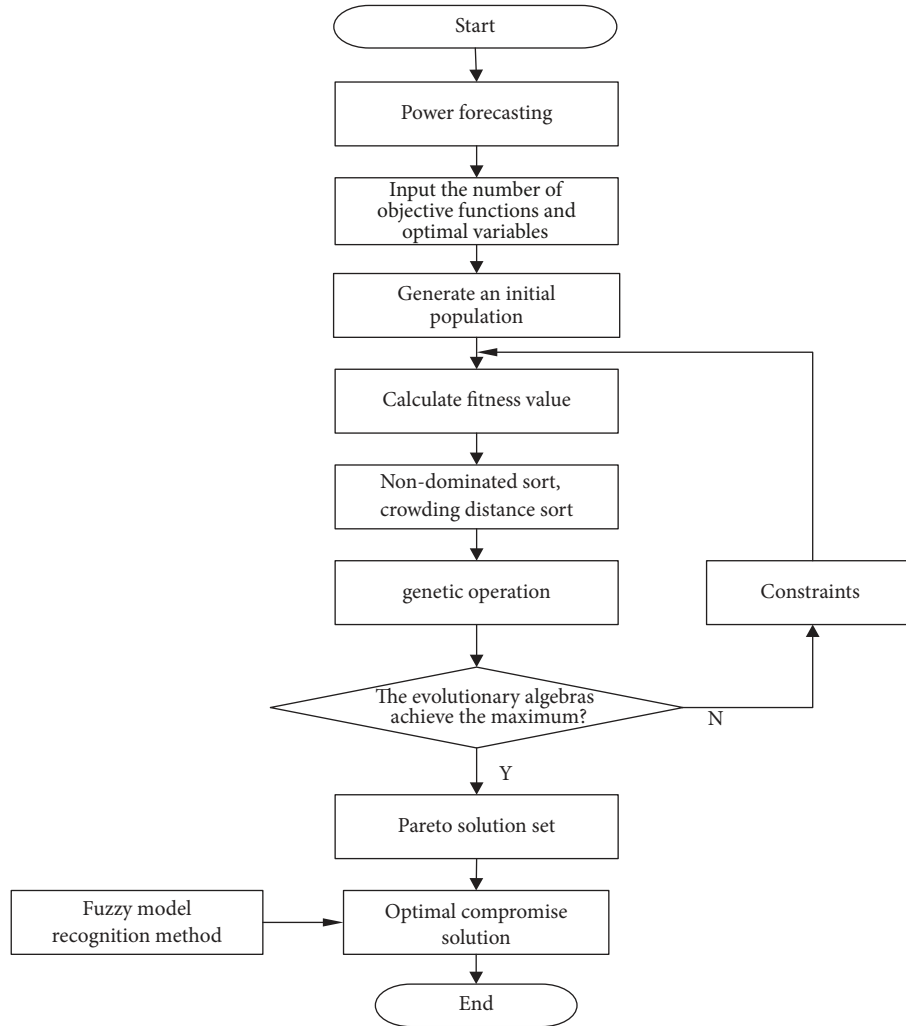 Start
Power forecasting
Input the number of
objective functions and
optimal variables
Generate an initial
population
Calculate fitness value
Non-dominated sort,
crowding distance sort
genetic operation
Constraints
The evolutionary algebras
achieve the maximum?
N
Y
Pareto solution set
Fuzzy model
recognition method
Optimal compromise
solution
End